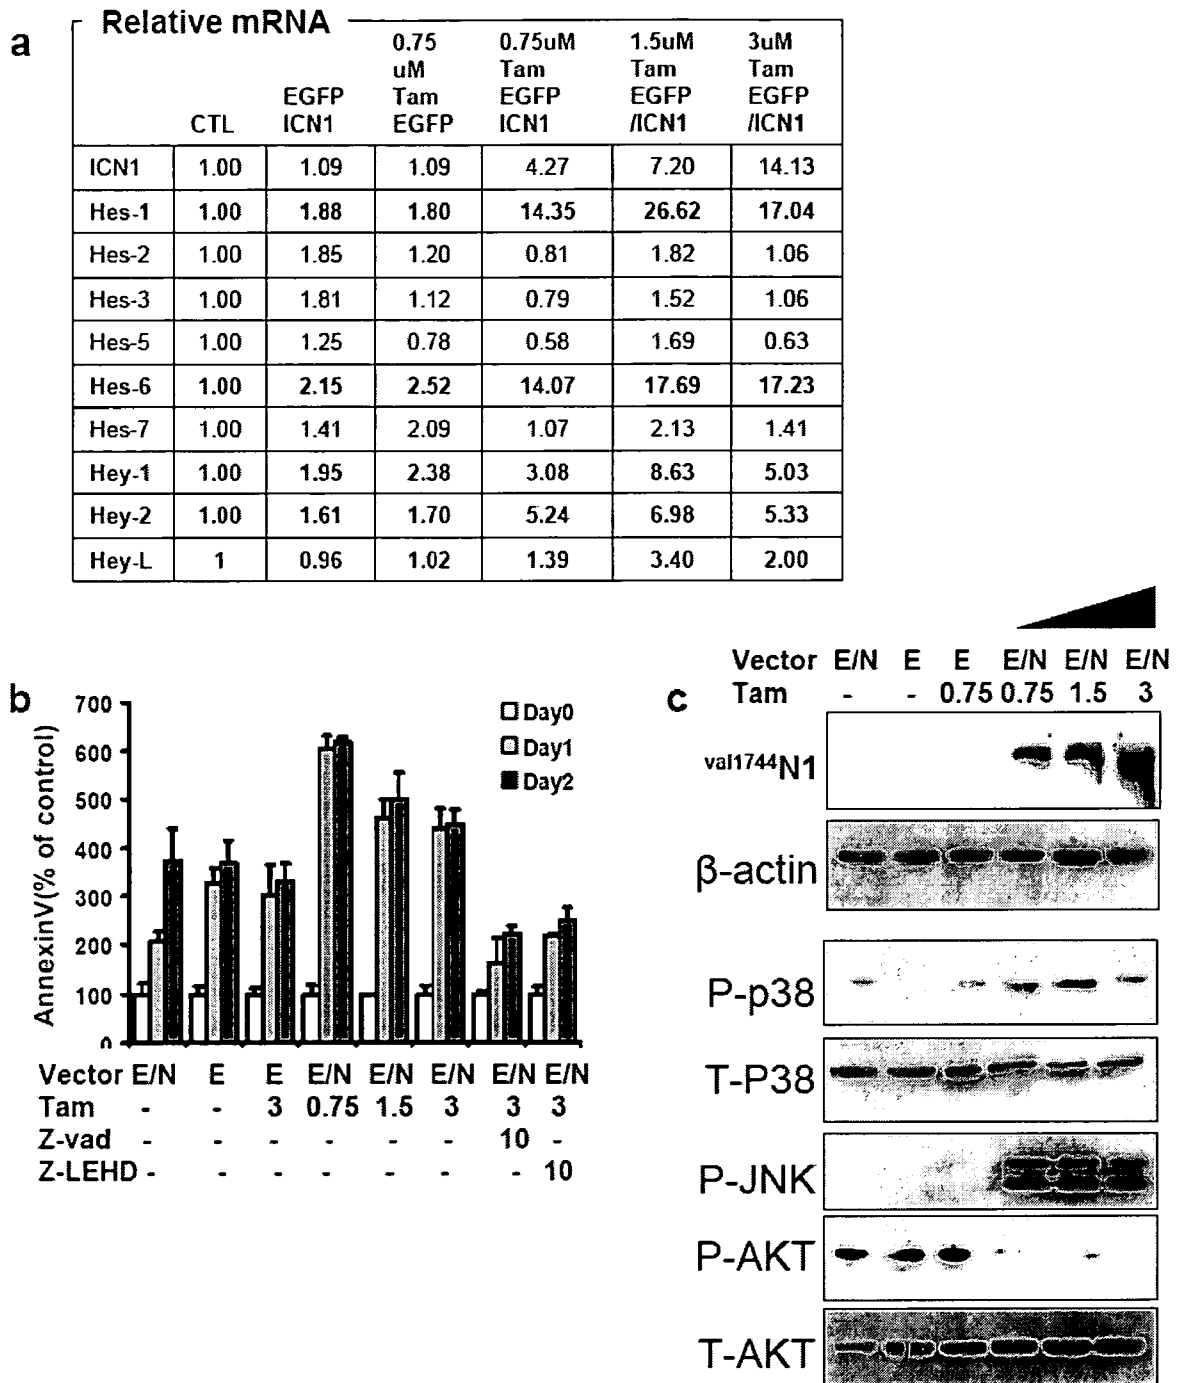 a
Relative mRNA
CTL EGFP ICN1 0.75 uM Tam EGFP 0.75uM Tam EGFP ICN1 1.5uM Tam EGFP /ICN1 3uM Tam EGFP /ICN1
ICN1 1.00 1.09 1.09 4.27 7.20 14.13
Hes-1 1.00 1.88 1.80 14.35 26.62 17.04
Hes-2 1.00 1.85 1.20 0.81 1.82 1.06
Hes-3 1.00 1.81 1.12 0.79 1.52 1.06
Hes-5 1.00 1.25 0.78 0.58 1.69 0.63
Hes-6 1.00 2.15 2.52 14.07 17.69 17.23
Hes-7 1.00 1.41 2.09 1.07 2.13 1.41
Hey-1 1.00 1.95 2.38 3.08 8.63 5.03
Hey-2 1.00 1.61 1.70 5.24 6.98 5.33
Hey-L 1 0.96 1.02 1.39 3.40 2.00
b
AnnexinV(% of control)
700
600
500
400
300
200
100
0
Day0
Day1
Day2
Vector E/N E E E/N E/N E/N E/N E/N
Tam - - 3 0.75 1.5 3 3 3
Z-vad - - - - - - 10 -
Z-LEHD - - - - - - - 10
c
Vector E/N E E E/N E/N E/N
Tam - - 0.75 0.75 1.5 3
val1744N1
β-actin
P-p38
T-P38
P-JNK
P-AKT
T-AKT